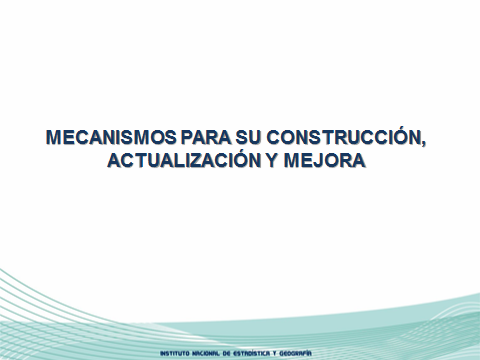 MECANISMOS PARA SU CONSTRUCCIÓN,
ACTUALIZACIÓN Y MEJORA
INSTITUTO NACIONAL DE ESTADÍSTICA Y GEOGRAFÍA